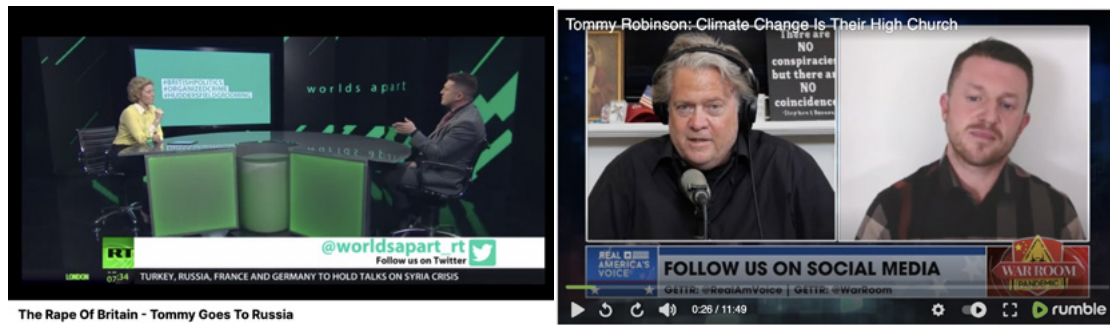 #BRITISHPOLITICS
#ORGANIZEDCRIME
#HUDDERSFIELDGROOMING
worlds apart
RT
@worldsapart_rt
Follow us on Twitter
LONDON
07:34
TURKEY, RUSSIA, FRANCE AND GERMANY TO HOLD TALKS ON SYRIA CRISIS
The Rape Of Britain - Tommy Goes To Russia
Tommy Robinson: Climate Change Is Their High Church
There are
NO
conspiracies
but there are
NO
coincidence
REAL
AMERICA'S
VOICE
FOLLOW US ON SOCIAL MEDIA
GETTR: @RealAmVoice | GETTR: @WarRoom
WAR ROOM
PANDEMIC
0:26 / 11:49
rumble